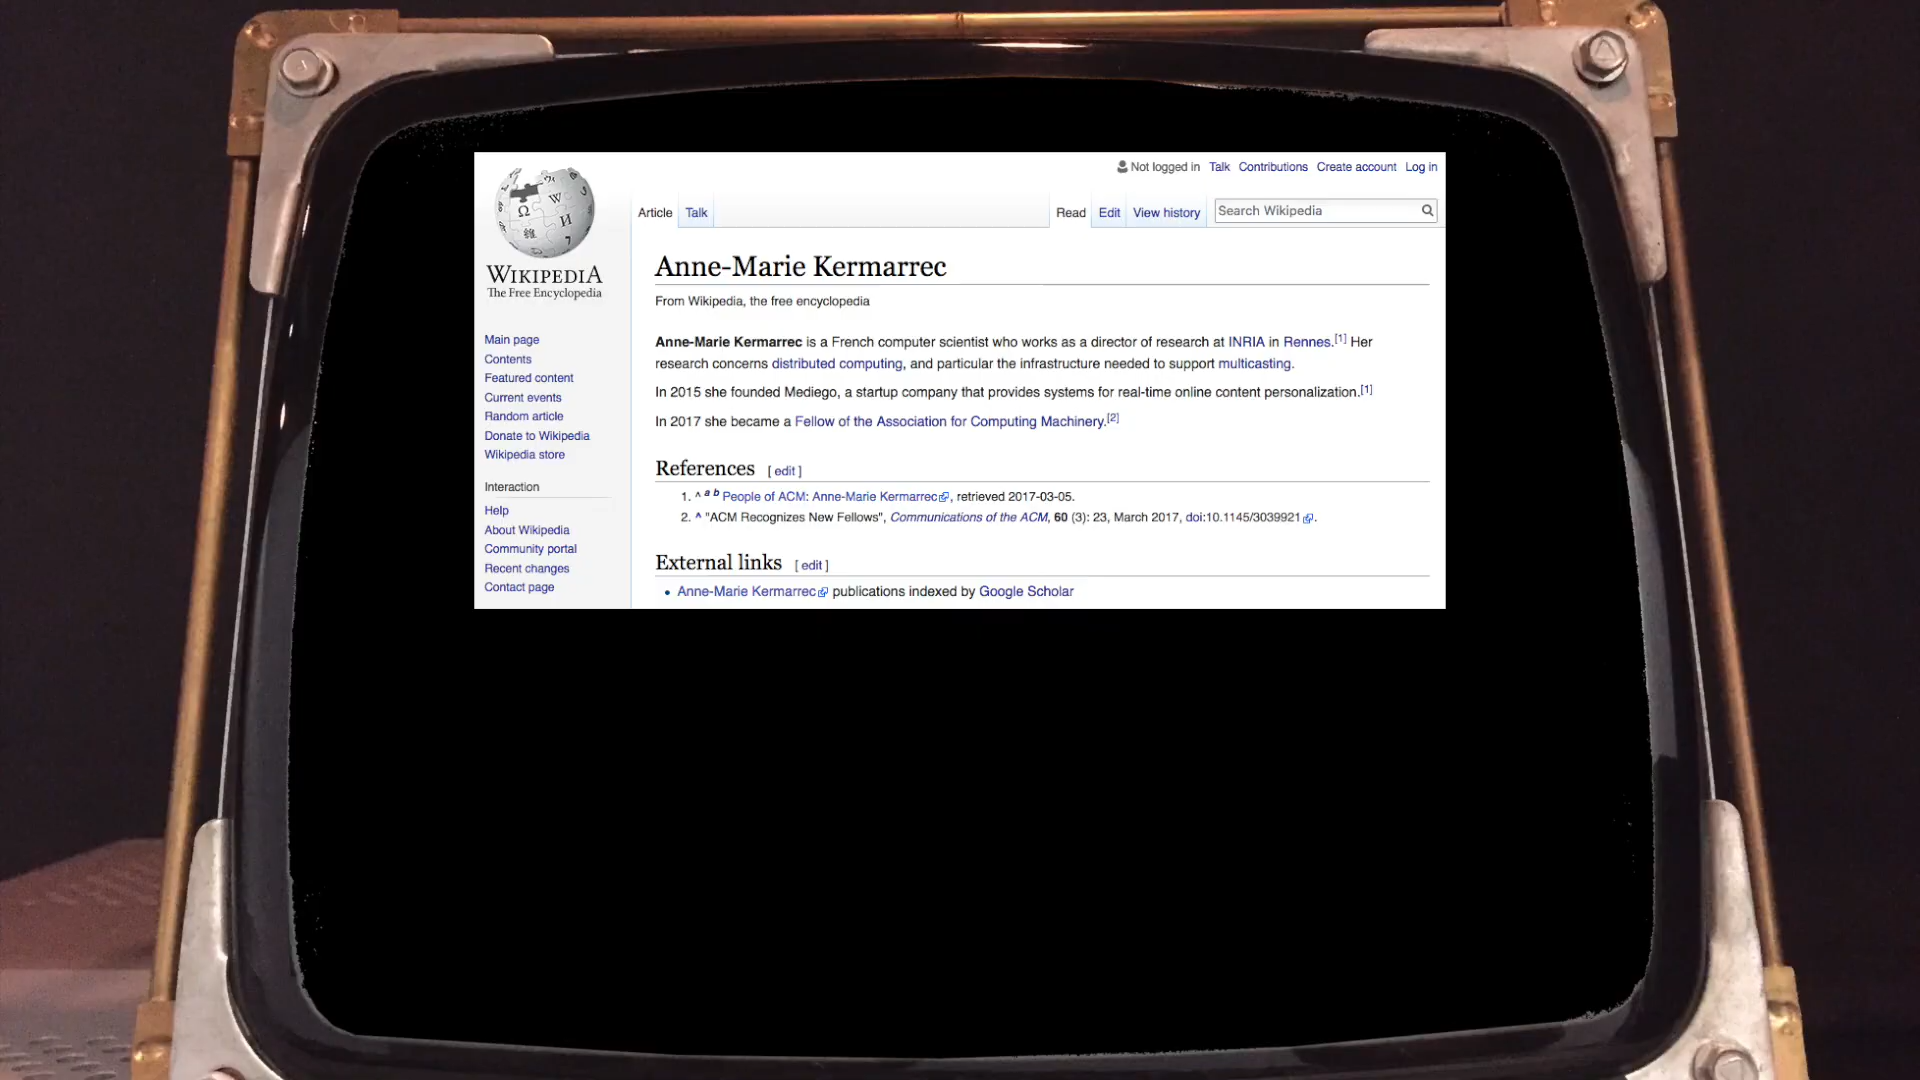 Not logged in Talk Contributions Create account Log in
Article Talk Read Edit View history Search Wikipedia
WIKIPEDIA
The Free Encyclopedia
Main page
Contents
Featured content
Current events
Random article
Donate to Wikipedia
Wikipedia store
Interaction
Help
About Wikipedia
Community portal
Recent changes
Contact page
Anne-Marie Kermarrec
From Wikipedia, the free encyclopedia
Anne-Marie Kermarrec is a French computer scientist who works as a director of research at INRIA in Rennes.[1] Her
research concerns distributed computing, and particular the infrastructure needed to support multicasting.
In 2015 she founded Mediego, a startup company that provides systems for real-time online content personalization.[1]
In 2017 she became a Fellow of the Association for Computing Machinery.[2]
References [ edit ]
1. ^ a b People of ACM: Anne-Marie Kermarrec, retrieved 2017-03-05.
2. ^ "ACM Recognizes New Fellows", Communications of the ACM, 60 (3): 23, March 2017, doi:10.1145/3039921.
External links [ edit ]
• Anne-Marie Kermarrec publications indexed by Google Scholar